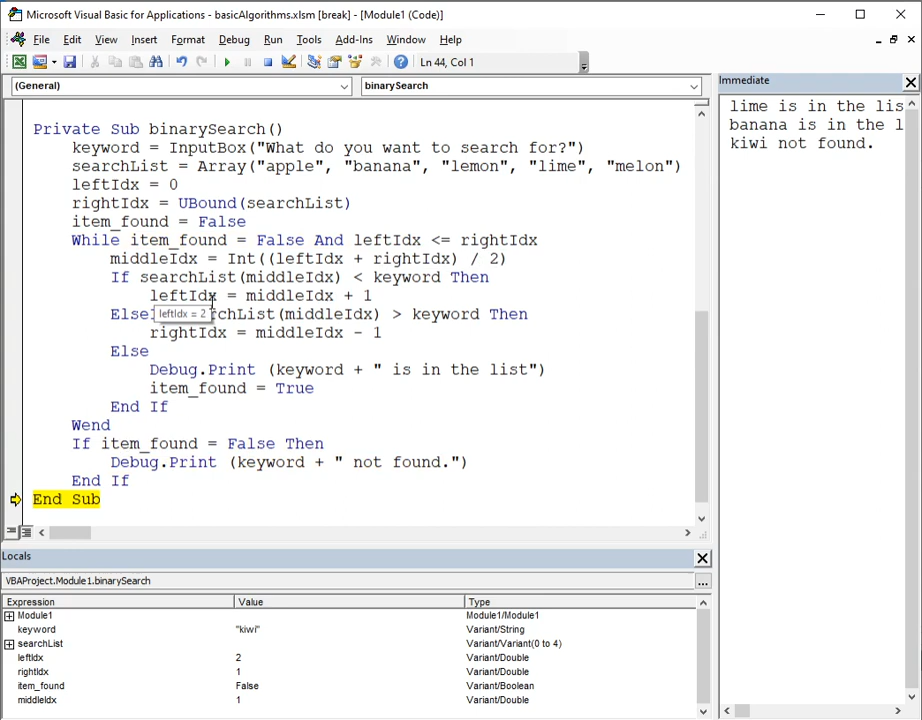 Microsoft Visual Basic for Applications - basicAlgorithms.xlsm [break] - [Module1 (Code)]
File Edit View Insert Format Debug Run Tools Add-Ins Window Help
Ln 44, Col 1
(General) binarySearch
Private Sub binarySearch()
keyword = InputBox("What do you want to search for?")
searchList = Array("apple", "banana", "lemon", "lime", "melon")
leftIdx = 0
rightIdx = UBound(searchList)
item_found = False
While item_found = False And leftIdx <= rightIdx
middleIdx = Int((leftIdx + rightIdx) / 2)
If searchList(middleIdx) < keyword Then
leftIdx = middleIdx + 1
Else rchList(middleIdx) > keyword Then
leftIdx = 2
rightIdx = middleIdx - 1
Else
Debug.Print (keyword + " is in the list")
item_found = True
End If
Wend
If item_found = False Then
Debug.Print (keyword + " not found.")
End If
End Sub
Immediate
lime is in the lis
banana is in the l
kiwi not found.
Locals
VBAProject.Module1.binarySearch
Expression Value Type
Module1 Module1/Module1
keyword "kiwi" Variant/String
searchList Variant/Variant(0 to 4)
leftIdx 2 Variant/Double
rightIdx 1 Variant/Double
item_found False Variant/Boolean
middleIdx 1 Variant/Double